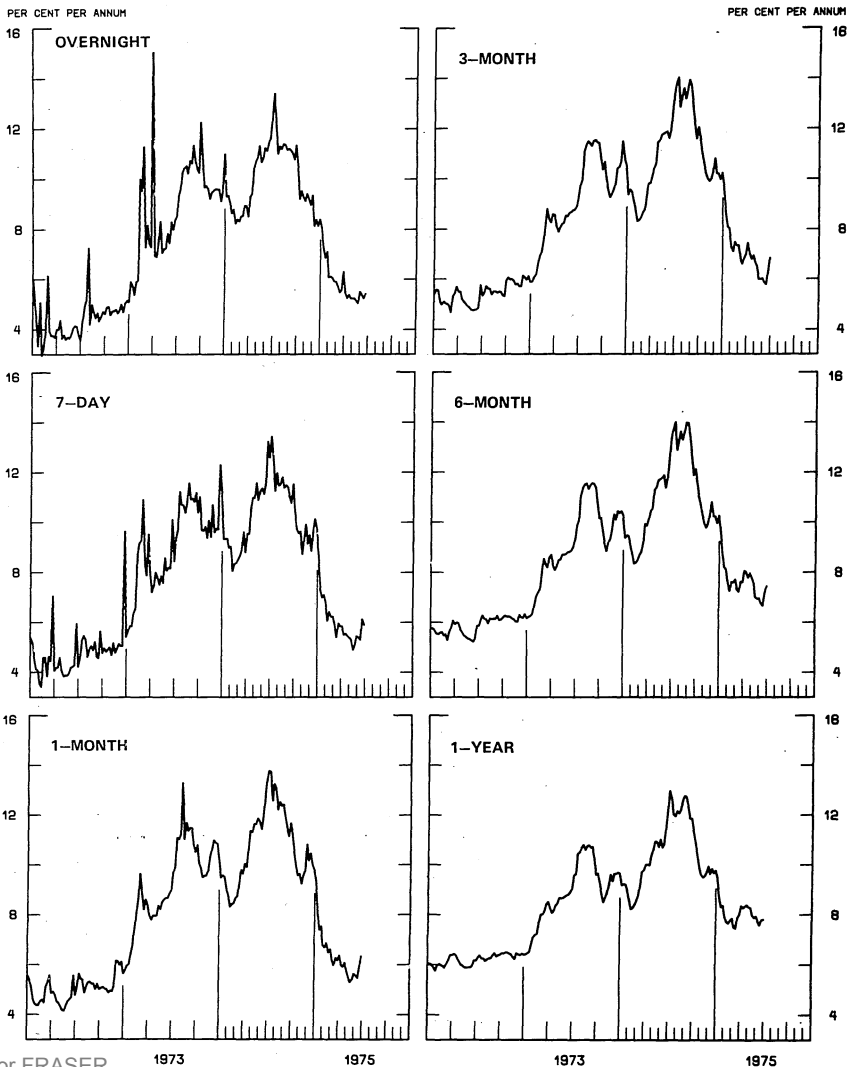 PER CENT PER ANNUM PER CENT PER ANNUM
16 OVERNIGHT 3–MONTH 16
12 12
8 8
4 4
16 7–DAY 6–MONTH 16
12 12
8 8
4 4
16 1–MONTH 1–YEAR 16
12 12
8 8
4 4
1973 1975 1973 1975
or FRASER